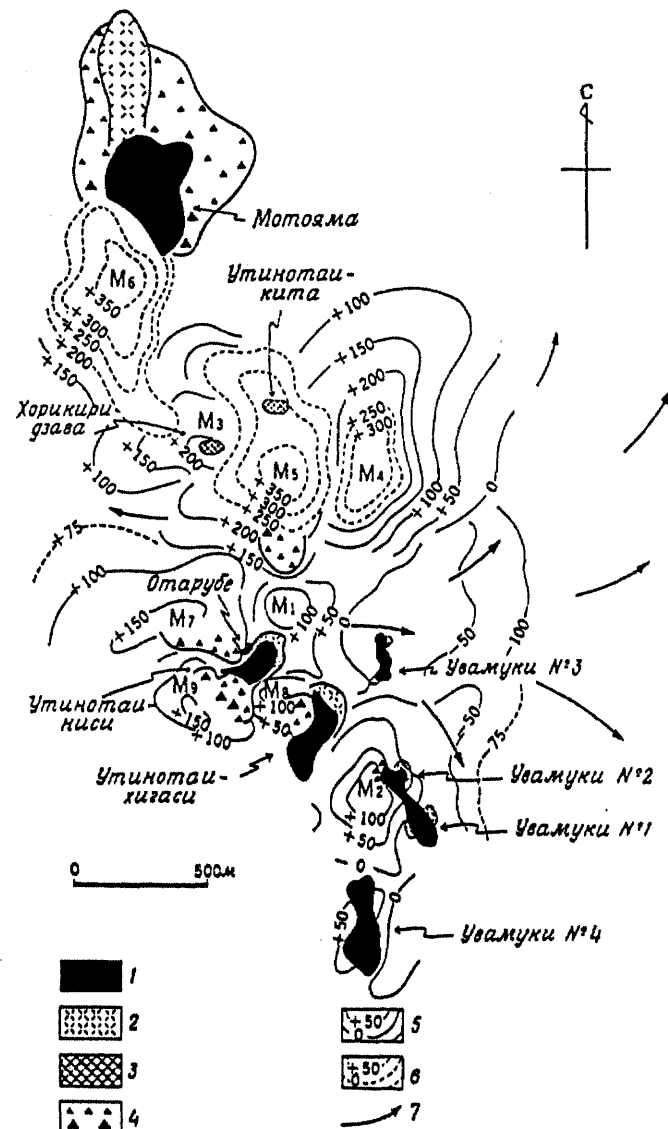 С
Мотояма
Утинотаи-
кита
M6
+350
+300
+250
+200
+150
+100
+150
+200
+250
+300
Хорикири
дзава
M3
+200
+150
+100
M5
+350
+300
+250
+200
+150
M4
+100
+50
0
+75
+100
+150
Отарубе
M7
M1
+100
+50
0
-50
-100
Увамуки №3
M9
+150
+100
M8
+100
+50
Утинотаи
ниси
Утинотаи-
хигаси
-50
75
M2
+100
+50
0
Увамуки №2
Увамуки №1
0 500м
+50
0
Увамуки №4
1
2
3
4
+50
0
5
+50
0
6
7